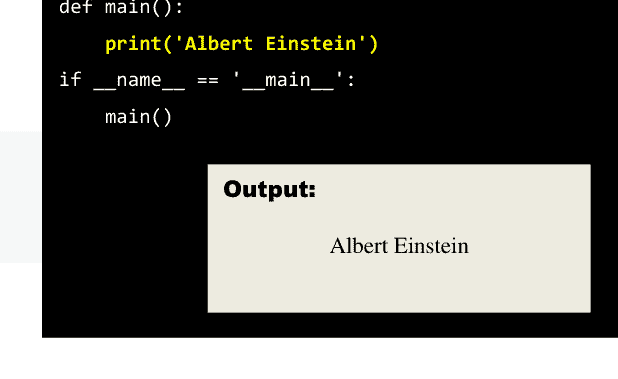 def main():
    print('Albert Einstein')
if __name__ == '__main__':
    main()
Output:
Albert Einstein